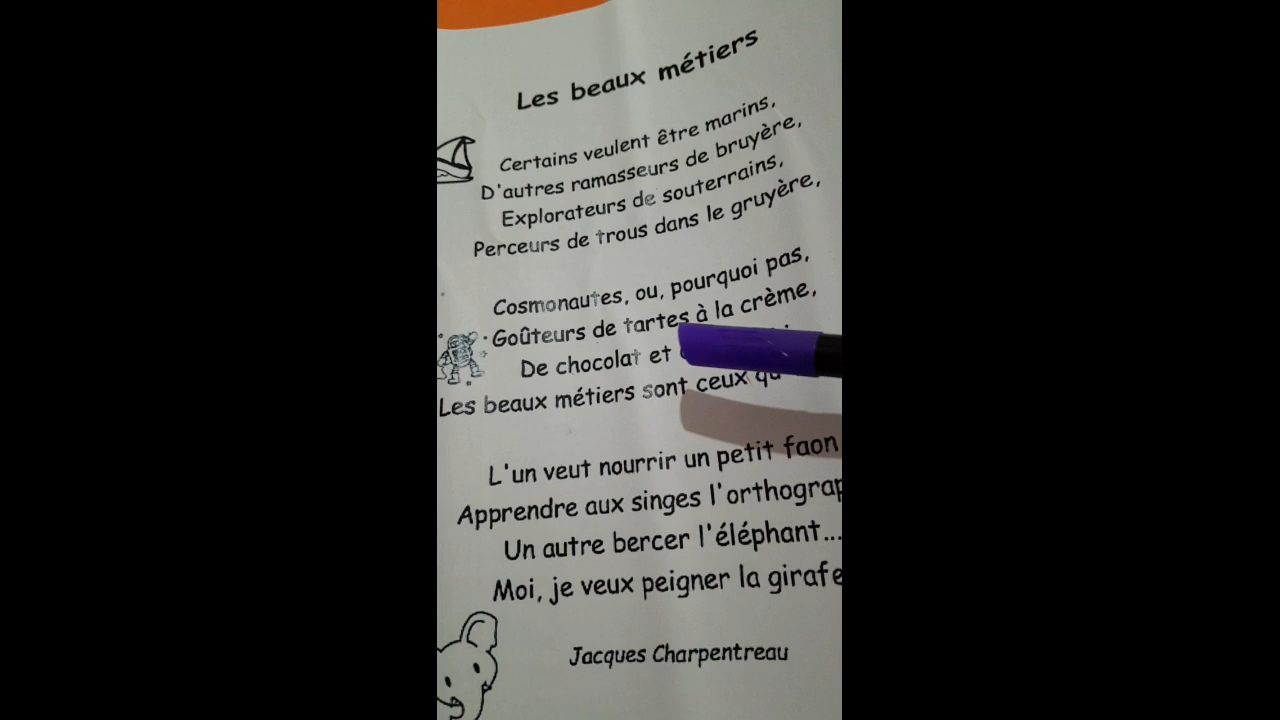 Les beaux métiers
Certains veulent être marins,
D'autres ramasseurs de bruyère,
Explorateurs de souterrains,
Perceurs de trous dans le gruyère,
Cosmonautes, ou, pourquoi pas,
Goûteurs de tartes à la crème,
De chocolat et
Les beaux métiers sont ceux
L'un veut nourrir un petit faon
Apprendre aux singes
Un autre bercer l'éléphant...
Moi, je veux peigner la girafe
Jacques Charpentreau